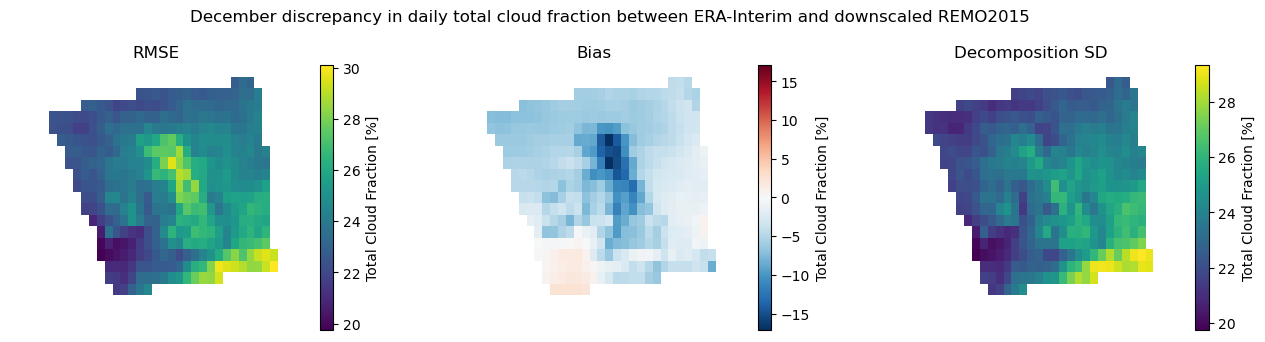 December discrepancy in daily total cloud fraction between ERA-Interim and downscaled REMO2015
RMSE
30
28
26
24
22
20
Total Cloud Fraction [%]
Bias
15
10
5
0
−5
−10
−15
Total Cloud Fraction [%]
Decomposition SD
28
26
24
22
20
Total Cloud Fraction [%]